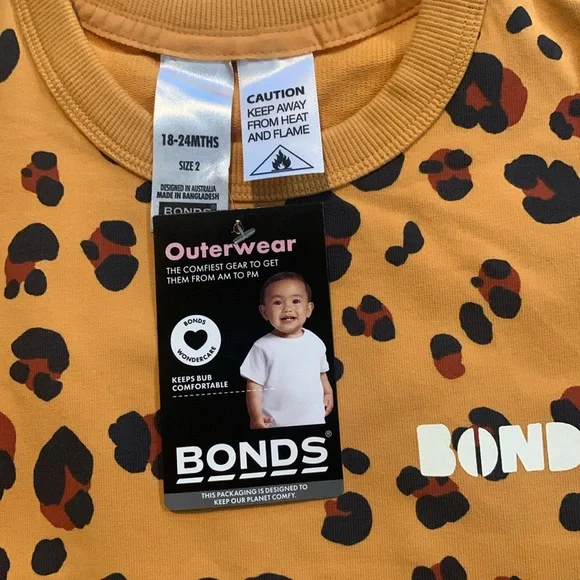 18-24MTHS
SIZE 2
DESIGNED IN AUSTRALIA
MADE IN BANGLADESH
BONDS
CAUTION
KEEP AWAY
FROM HEAT
AND FLAME
Outerwear
THE COMFIEST GEAR TO GET
THEM FROM AM TO PM
BONDS
WONDERCARE
KEEPS BUB
COMFORTABLE
BONDS®
THIS PACKAGING IS DESIGNED TO
KEEP OUR PLANET COMFY.
BOND